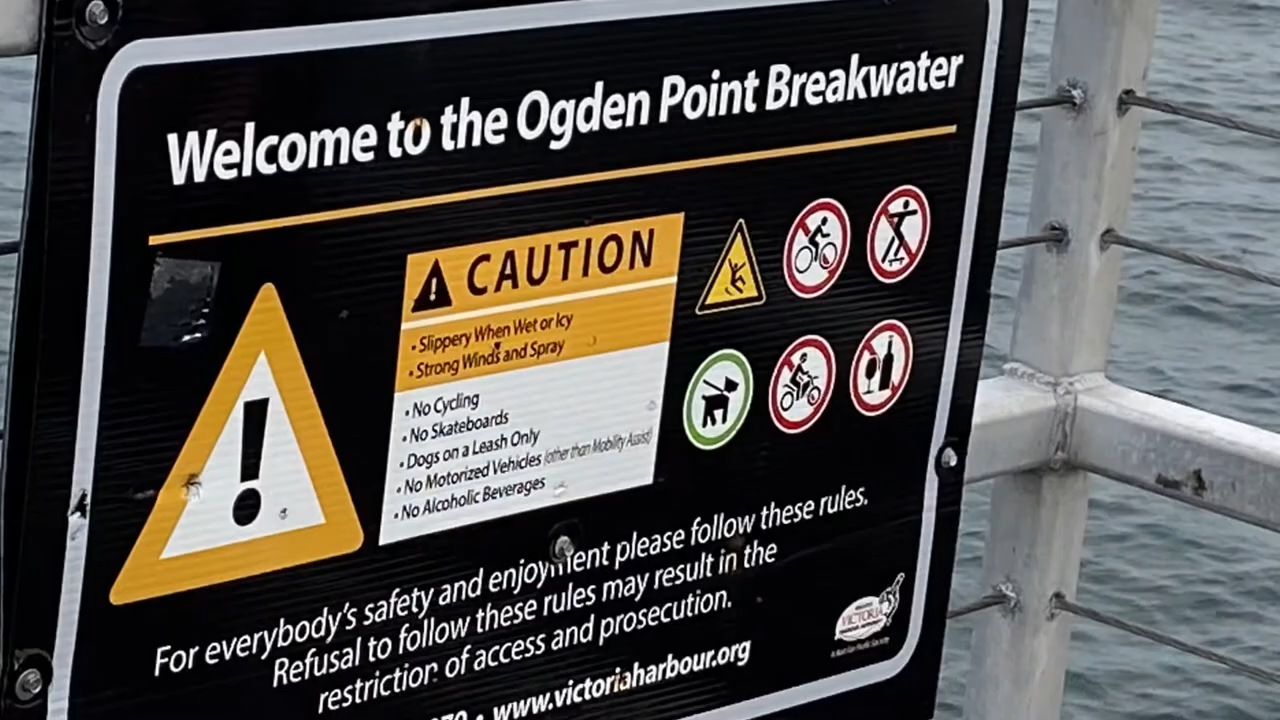 Welcome to the Ogden Point Breakwater
! CAUTION
• Slippery When Wet or Icy
• Strong Winds and Spray
• No Cycling
• No Skateboards
• Dogs on a Leash Only
• No Motorized Vehicles (other than Mobility Assist)
• No Alcoholic Beverages
!
For everybody's safety and enjoyment please follow these rules.
Refusal to follow these rules may result in the
restriction of access and prosecution.
• www.victoriaharbour.org
VICTORIA